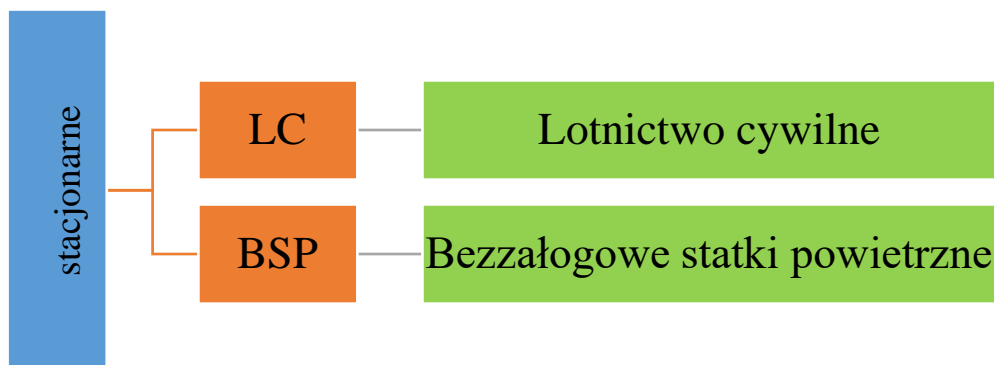 stacjonarne
LC
Lotnictwo cywilne
BSP
Bezzałogowe statki powietrzne